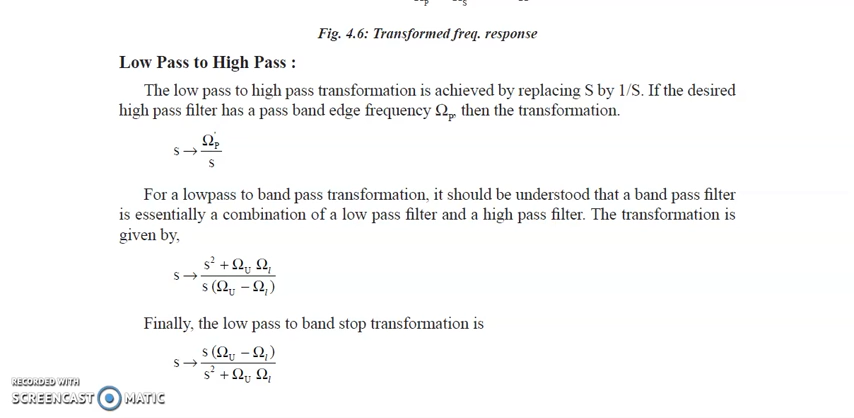 Fig. 4.6: Transformed freq. response
Low Pass to High Pass :
The low pass to high pass transformation is achieved by replacing S by 1/S. If the desired
high pass filter has a pass band edge frequency Ωp, then the transformation.
s → Ω'p / s
For a lowpass to band pass transformation, it should be understood that a band pass filter
is essentially a combination of a low pass filter and a high pass filter. The transformation is
given by,
s → s² + ΩU Ωl / s (ΩU − Ωl)
Finally, the low pass to band stop transformation is
s → s (ΩU − Ωl) / s² + ΩU Ωl
RECORDED WITH
SCREENCAST MATIC